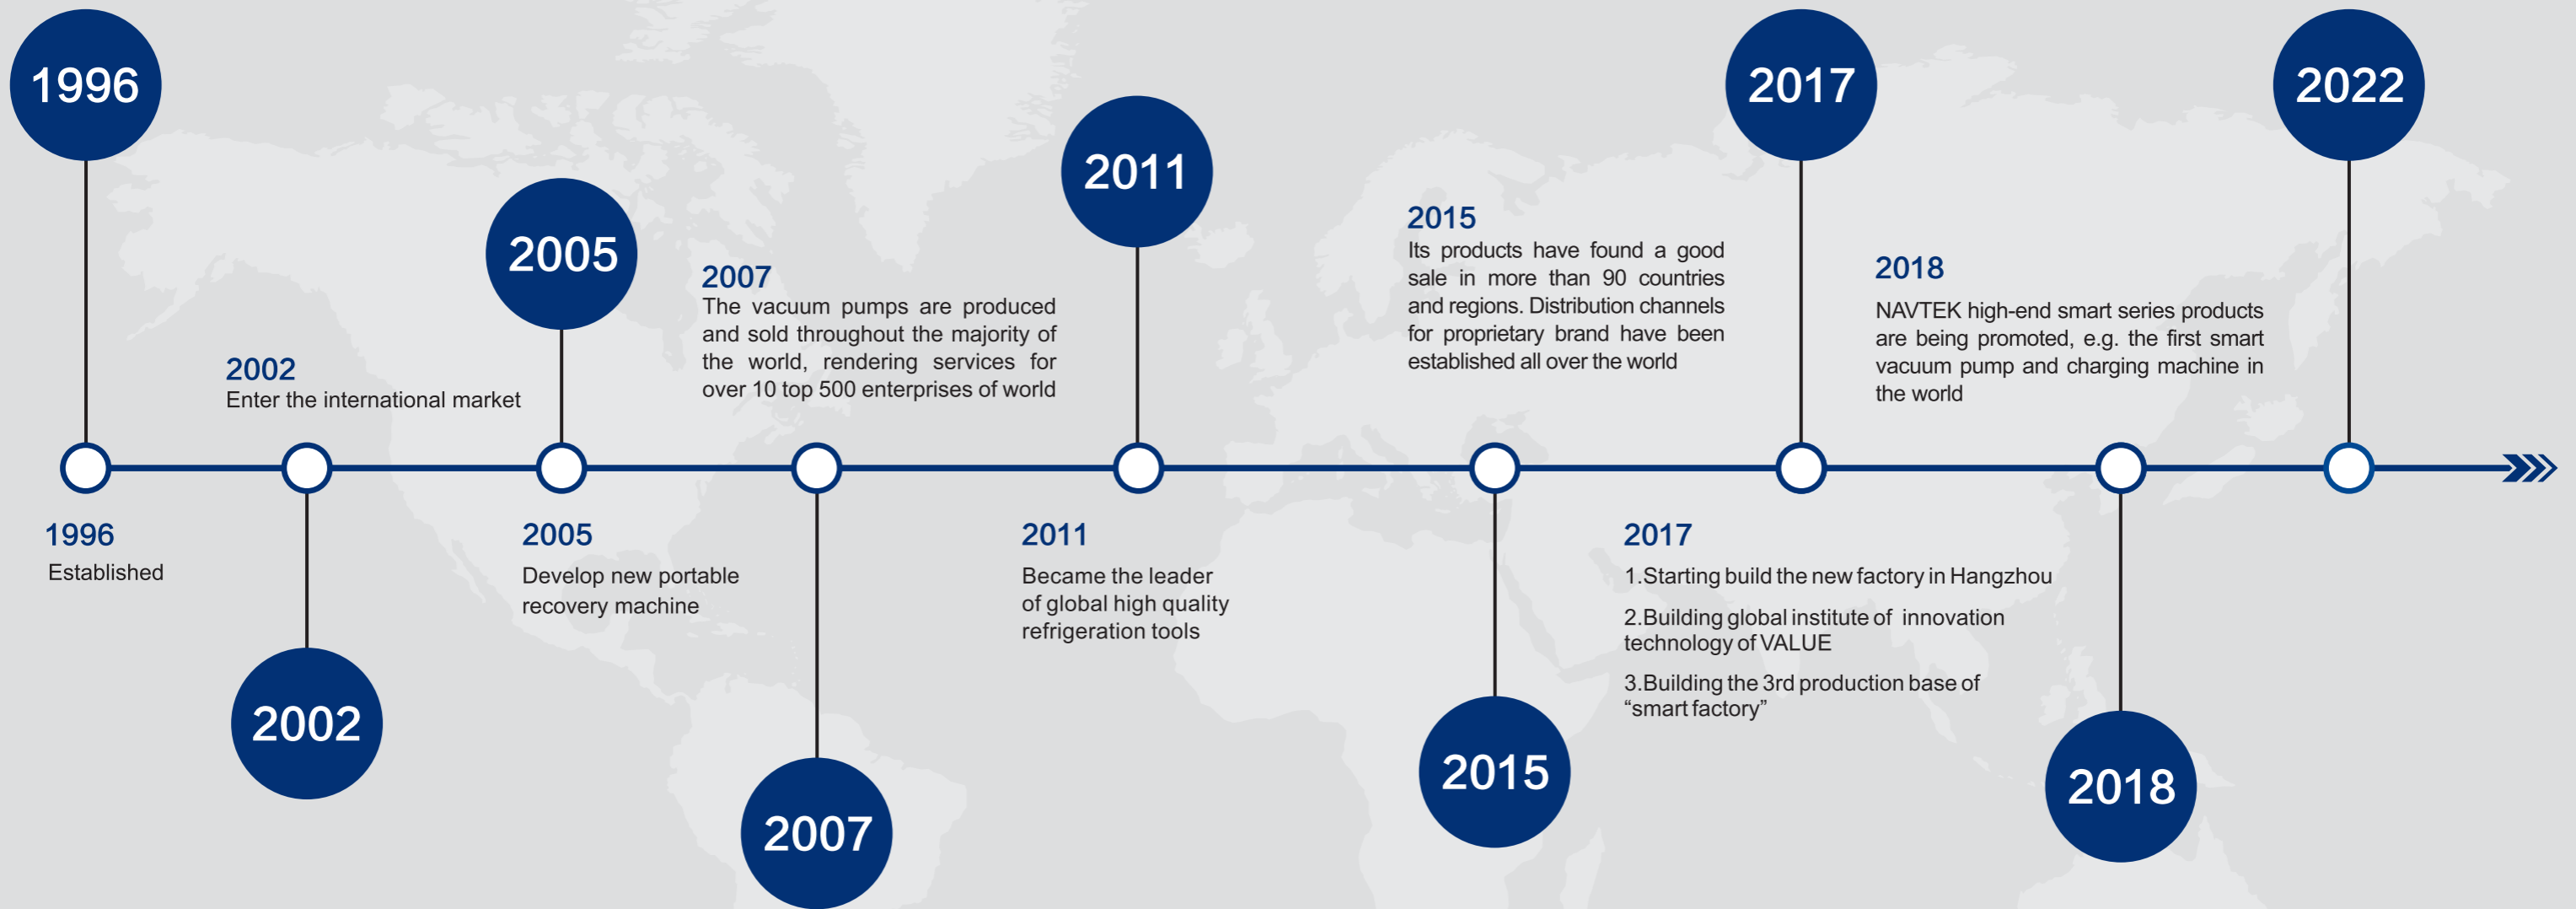 1996
1996
Established
2002
Enter the international market
2002
2005
2005
Develop new portable
recovery machine
2007
The vacuum pumps are produced
and sold throughout the majority of
the world, rendering services for
over 10 top 500 enterprises of world
2007
2011
2011
Became the leader
of global high quality
refrigeration tools
2015
Its products have found a good
sale in more than 90 countries
and regions. Distribution channels
for proprietary brand have been
established all over the world
2015
2017
2017
1.Starting build the new factory in Hangzhou
2.Building global institute of innovation
technology of VALUE
3.Building the 3rd production base of
“smart factory”
2018
NAVTEK high-end smart series products
are being promoted, e.g. the first smart
vacuum pump and charging machine in
the world
2018
2022